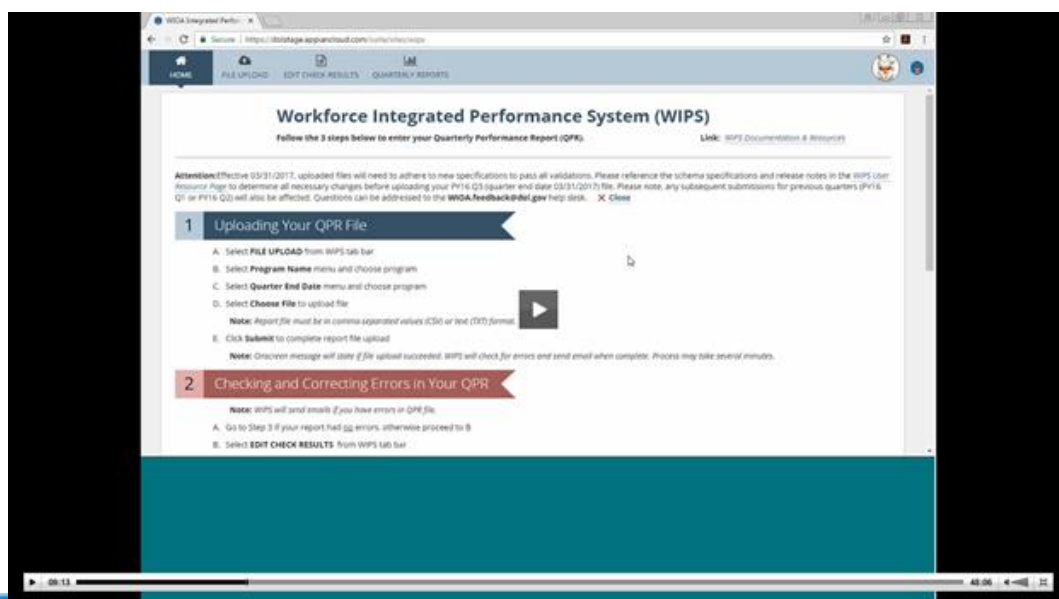 WIOA Integrated Perfor
Secure | https://dolstage.appiancloud.com/suite/sites/wips
HOME FILE UPLOAD EDIT CHECK RESULTS QUARTERLY REPORTS
Workforce Integrated Performance System (WIPS)
Follow the 3 steps below to enter your Quarterly Performance Report (QPR). Link: WIPS Documentation & Resources
Attention:Effective 03/31/2017, uploaded files will need to adhere to new specifications to pass all validations. Please reference the schema specifications and release notes in the WIPS User
Resource Page to determine all necessary changes before uploading your PY16 Q3 (quarter end date 03/31/2017) file. Please note, any subsequent submissions for previous quarters (PY16
Q1 or PY16 Q2) will also be affected. Questions can be addressed to the WIOA.feedback@dol.gov help desk. X Close
1 Uploading Your QPR File
A. Select FILE UPLOAD from WIPS tab bar
B. Select Program Name menu and choose program
C. Select Quarter End Date menu and choose program
D. Select Choose File to upload file
Note: Report file must be in comma-separated values (CSV) or text (TXT) format.
E. Click Submit to complete report file upload
Note: Onscreen message will state if file upload succeeded. WIPS will check for errors and send email when complete. Process may take several minutes.
2 Checking and Correcting Errors in Your QPR
Note: WIPS will send emails if you have errors in QPR file.
A. Go to Step 3 if your report had no errors, otherwise proceed to B
B. Select EDIT CHECK RESULTS from WIPS tab bar
06:13 48:06